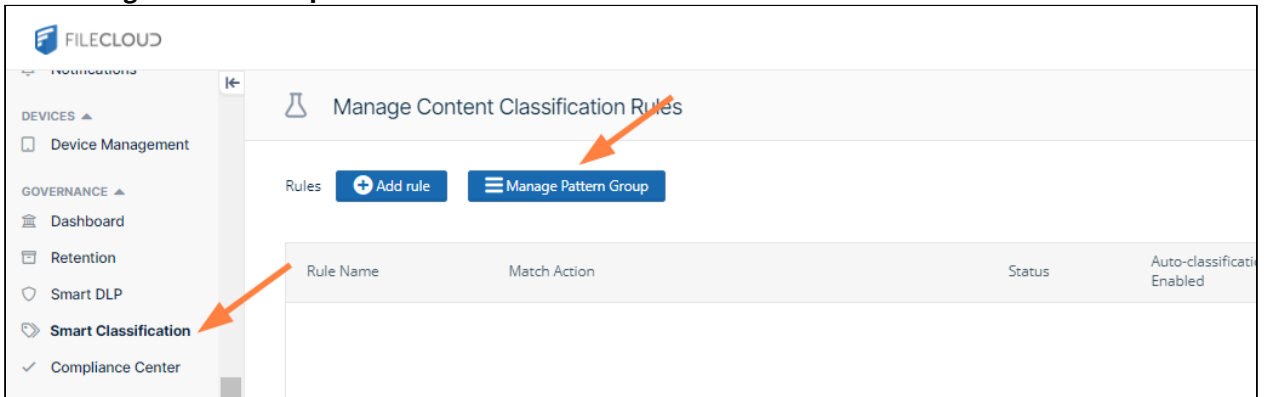 FILECLOUD
Notifications
DEVICES
Device Management
GOVERNANCE
Dashboard
Retention
Smart DLP
Smart Classification
Compliance Center
Manage Content Classification Rules
Rules Add rule Manage Pattern Group
Rule Name Match Action Status Auto-classificati
Enabled